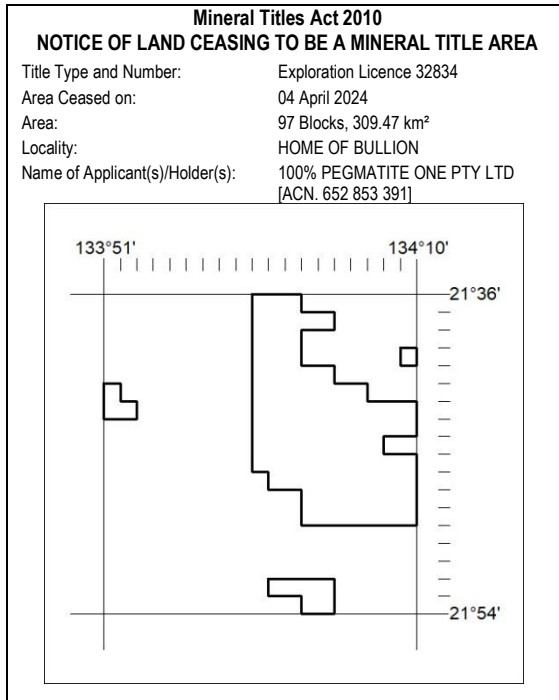 Mineral Titles Act 2010
NOTICE OF LAND CEASING TO BE A MINERAL TITLE AREA
Title Type and Number: Exploration Licence 32834
Area Ceased on: 04 April 2024
Area: 97 Blocks, 309.47 km²
Locality: HOME OF BULLION
Name of Applicant(s)/Holder(s): 100% PEGMATITE ONE PTY LTD
[ACN. 652 853 391]
133°51' 134°10'
21°36'
21°54'